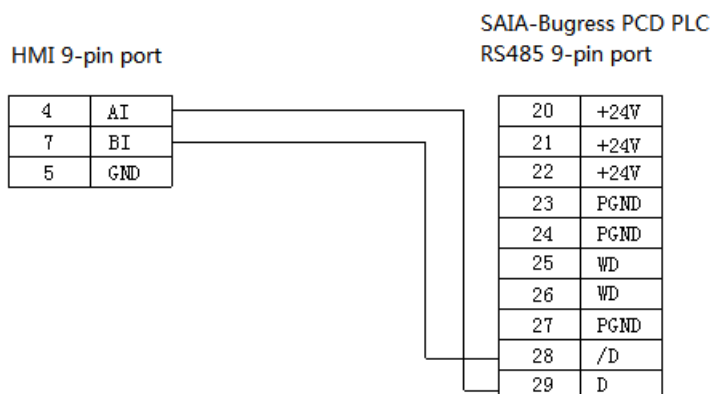 SAIA-Bugress PCD PLC
HMI 9-pin port
RS485 9-pin port
4 AI
7 BI
5 GND
20 +24V
21 +24V
22 +24V
23 PGND
24 PGND
25 WD
26 WD
27 PGND
28 /D
29 D